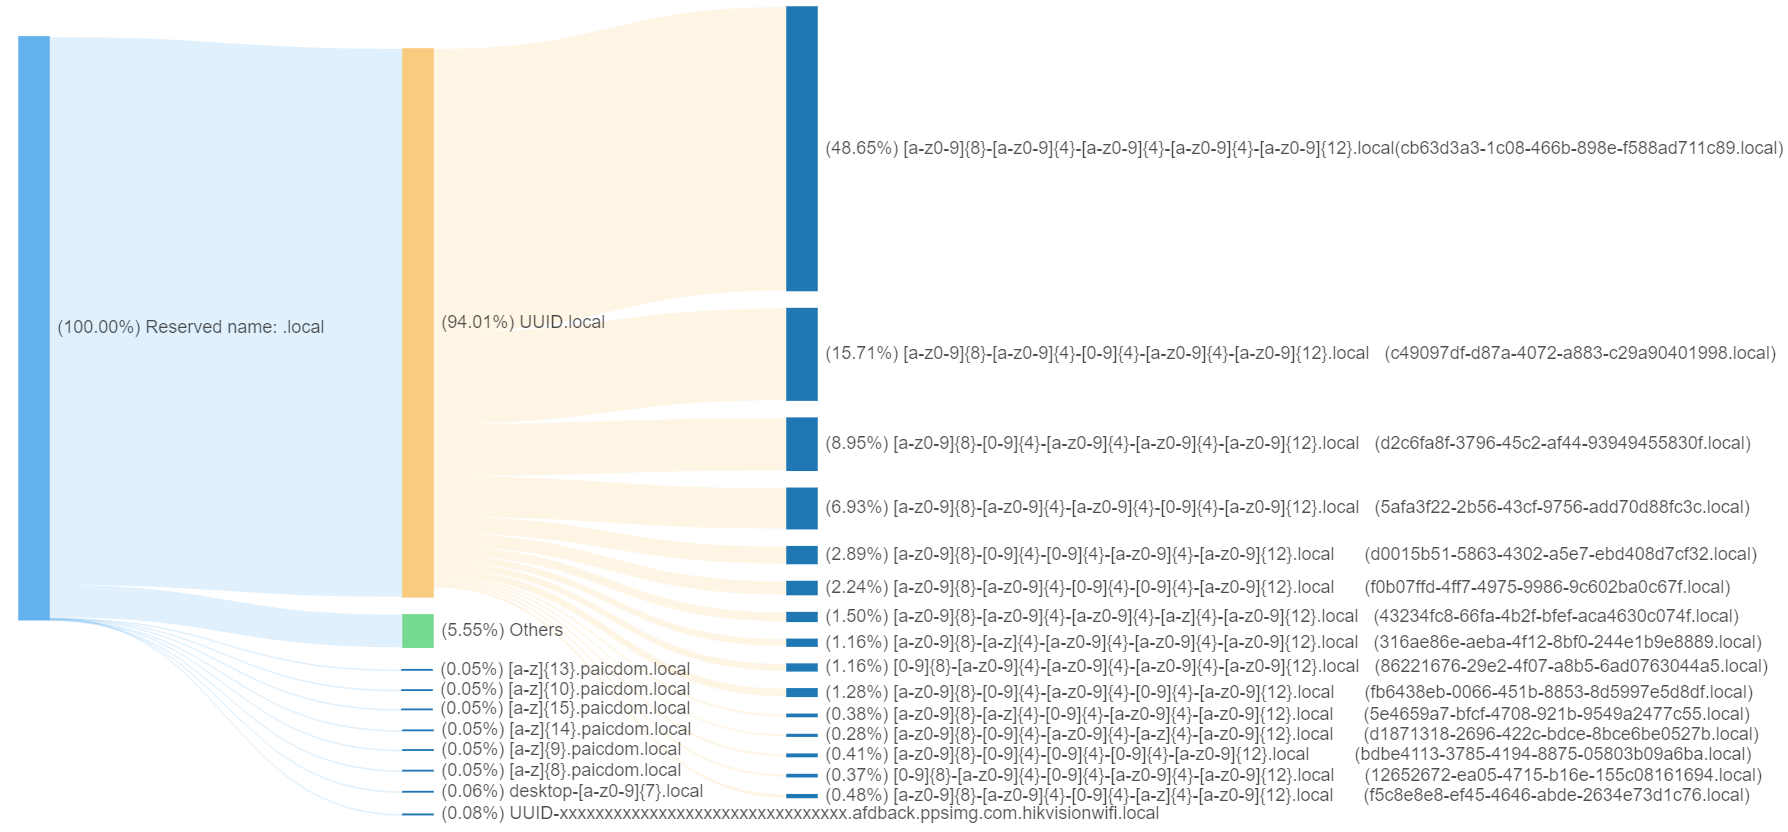 (100.00%) Reserved name: .local
(94.01%) UUID.local
(5.55%) Others
(0.05%) [a-z]{13}.paicdom.local
(0.05%) [a-z]{10}.paicdom.local
(0.05%) [a-z]{15}.paicdom.local
(0.05%) [a-z]{14}.paicdom.local
(0.05%) [a-z]{9}.paicdom.local
(0.05%) [a-z]{8}.paicdom.local
(0.06%) desktop-[a-z0-9]{7}.local
(0.08%) UUID-xxxxxxxxxxxxxxxxxxxxxxxxxxxxxxxx.afdback.ppsimg.com.hikvisionwifi.local
(48.65%) [a-z0-9]{8}-[a-z0-9]{4}-[a-z0-9]{4}-[a-z0-9]{4}-[a-z0-9]{12}.local(cb63d3a3-1c08-466b-898e-f588ad711c89.local)
(15.71%) [a-z0-9]{8}-[a-z0-9]{4}-[0-9]{4}-[a-z0-9]{4}-[a-z0-9]{12}.local (c49097df-d87a-4072-a883-c29a90401998.local)
(8.95%) [a-z0-9]{8}-[0-9]{4}-[a-z0-9]{4}-[a-z0-9]{4}-[a-z0-9]{12}.local (d2c6fa8f-3796-45c2-af44-93949455830f.local)
(6.93%) [a-z0-9]{8}-[a-z0-9]{4}-[a-z0-9]{4}-[0-9]{4}-[a-z0-9]{12}.local (5afa3f22-2b56-43cf-9756-add70d88fc3c.local)
(2.89%) [a-z0-9]{8}-[0-9]{4}-[0-9]{4}-[a-z0-9]{4}-[a-z0-9]{12}.local (d0015b51-5863-4302-a5e7-ebd408d7cf32.local)
(2.24%) [a-z0-9]{8}-[a-z0-9]{4}-[0-9]{4}-[0-9]{4}-[a-z0-9]{12}.local (f0b07ffd-4ff7-4975-9986-9c602ba0c67f.local)
(1.50%) [a-z0-9]{8}-[a-z0-9]{4}-[a-z0-9]{4}-[a-z]{4}-[a-z0-9]{12}.local (43234fc8-66fa-4b2f-bfef-aca4630c074f.local)
(1.16%) [a-z0-9]{8}-[a-z]{4}-[a-z0-9]{4}-[a-z0-9]{4}-[a-z0-9]{12}.local (316ae86e-aeba-4f12-8bf0-244e1b9e8889.local)
(1.16%) [0-9]{8}-[a-z0-9]{4}-[a-z0-9]{4}-[a-z0-9]{4}-[a-z0-9]{12}.local (86221676-29e2-4f07-a8b5-6ad0763044a5.local)
(1.28%) [a-z0-9]{8}-[0-9]{4}-[a-z0-9]{4}-[0-9]{4}-[a-z0-9]{12}.local (fb6438eb-0066-451b-8853-8d5997e5d8df.local)
(0.38%) [a-z0-9]{8}-[a-z]{4}-[0-9]{4}-[a-z0-9]{4}-[a-z0-9]{12}.local (5e4659a7-bfcf-4708-921b-9549a2477c55.local)
(0.28%) [a-z0-9]{8}-[0-9]{4}-[a-z0-9]{4}-[a-z]{4}-[a-z0-9]{12}.local (d1871318-2696-422c-bdce-8bce6be0527b.local)
(0.41%) [a-z0-9]{8}-[0-9]{4}-[0-9]{4}-[0-9]{4}-[a-z0-9]{12}.local (bdbe4113-3785-4194-8875-05803b09a6ba.local)
(0.37%) [0-9]{8}-[a-z0-9]{4}-[0-9]{4}-[a-z0-9]{4}-[a-z0-9]{12}.local (12652672-ea05-4715-b16e-155c08161694.local)
(0.48%) [a-z0-9]{8}-[a-z0-9]{4}-[0-9]{4}-[a-z]{4}-[a-z0-9]{12}.local (f5c8e8e8-ef45-4646-abde-2634e73d1c76.local)